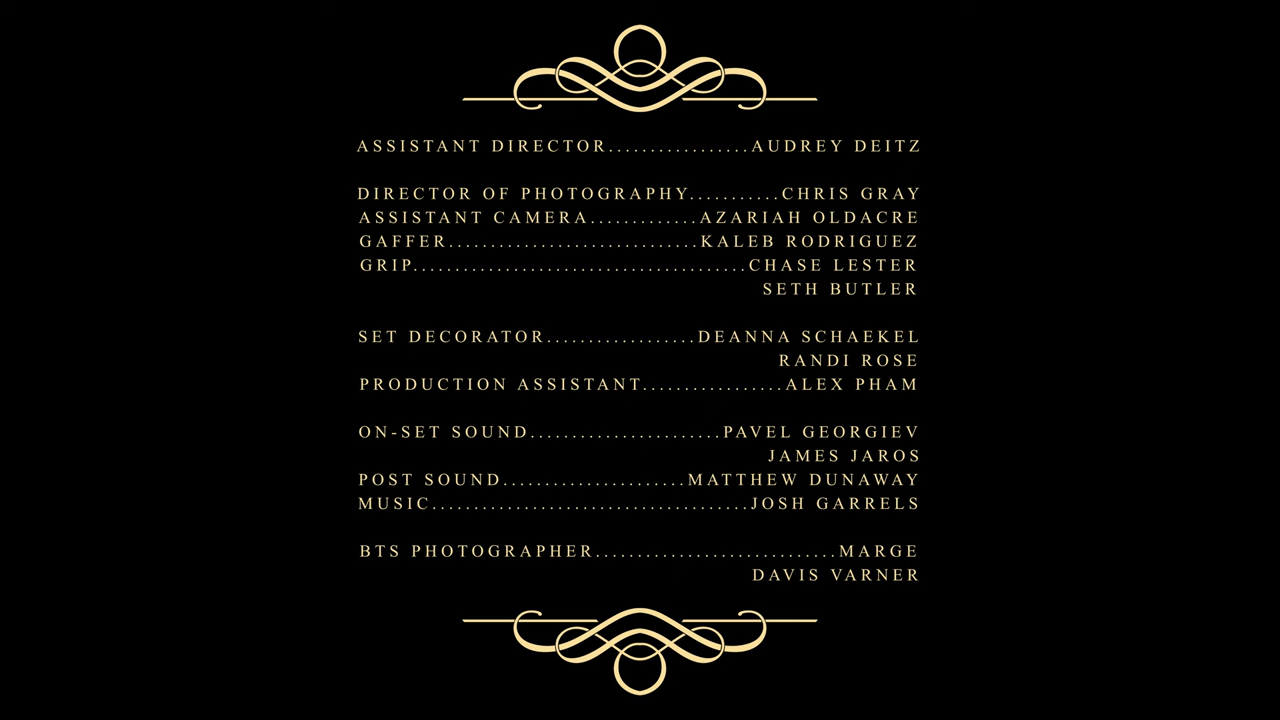 ASSISTANT DIRECTOR.................AUDREY DEITZ
DIRECTOR OF PHOTOGRAPHY...........CHRIS GRAY
ASSISTANT CAMERA.............AZARIAH OLDACRE
GAFFER..............................KALEB RODRIGUEZ
GRIP........................................CHASE LESTER
SETH BUTLER
SET DECORATOR..................DEANNA SCHAEKEL
RANDI ROSE
PRODUCTION ASSISTANT.................ALEX PHAM
ON-SET SOUND.......................PAVEL GEORGIEV
JAMES JAROS
POST SOUND......................MATTHEW DUNAWAY
MUSIC......................................JOSH GARRELS
BTS PHOTOGRAPHER.............................MARGE
DAVIS VARNER